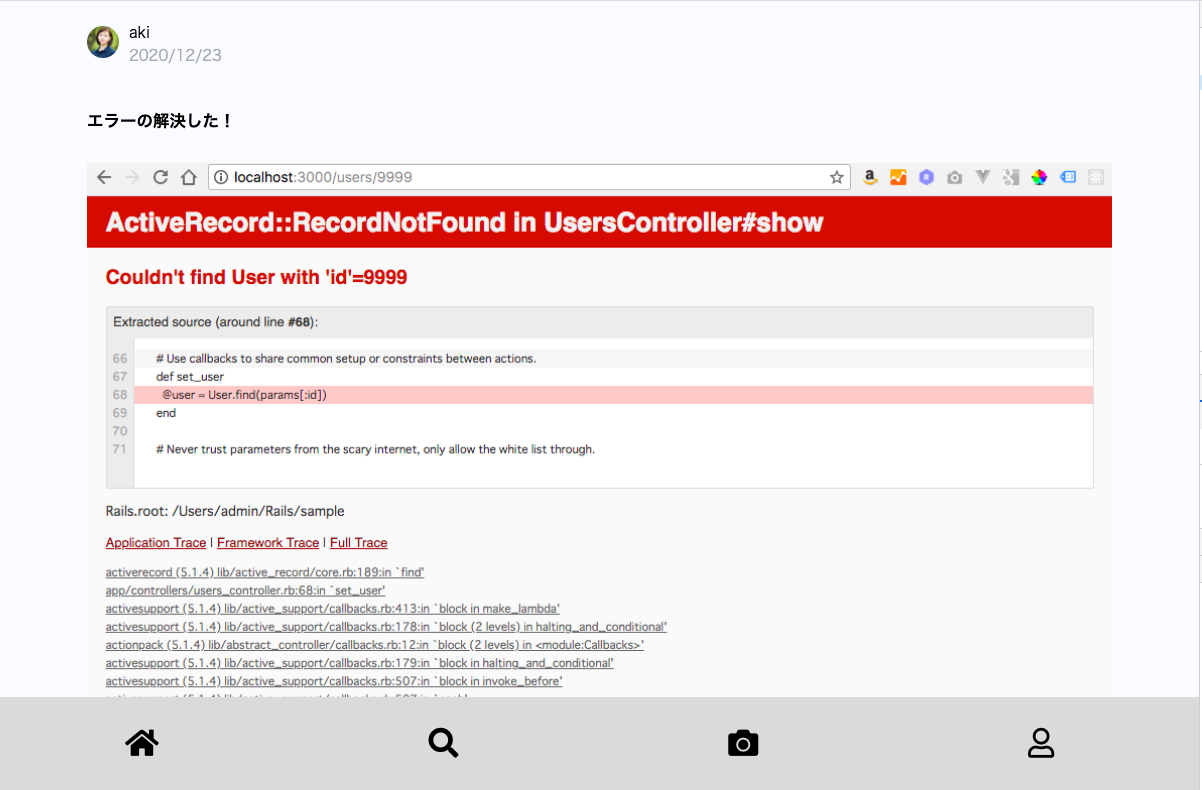 aki
2020/12/23
エラーの解決した！
localhost:3000/users/9999
ActiveRecord::RecordNotFound in UsersController#show
Couldn't find User with 'id'=9999
Extracted source (around line #68):
66 # Use callbacks to share common setup or constraints between actions.
67 def set_user
68 @user = User.find(params[:id])
69 end
70
71 # Never trust parameters from the scary internet, only allow the white list through.
Rails.root: /Users/admin/Rails/sample
Application Trace | Framework Trace | Full Trace
activerecord (5.1.4) lib/active_record/core.rb:189:in `find'
app/controllers/users_controller.rb:68:in `set_user'
activesupport (5.1.4) lib/active_support/callbacks.rb:413:in `block in make_lambda'
activesupport (5.1.4) lib/active_support/callbacks.rb:178:in `block (2 levels) in halting_and_conditional'
actionpack (5.1.4) lib/abstract_controller/callbacks.rb:12:in `block (2 levels) in <module:Callbacks>'
activesupport (5.1.4) lib/active_support/callbacks.rb:179:in `block in halting_and_conditional'
activesupport (5.1.4) lib/active_support/callbacks.rb:507:in `block in invoke_before'